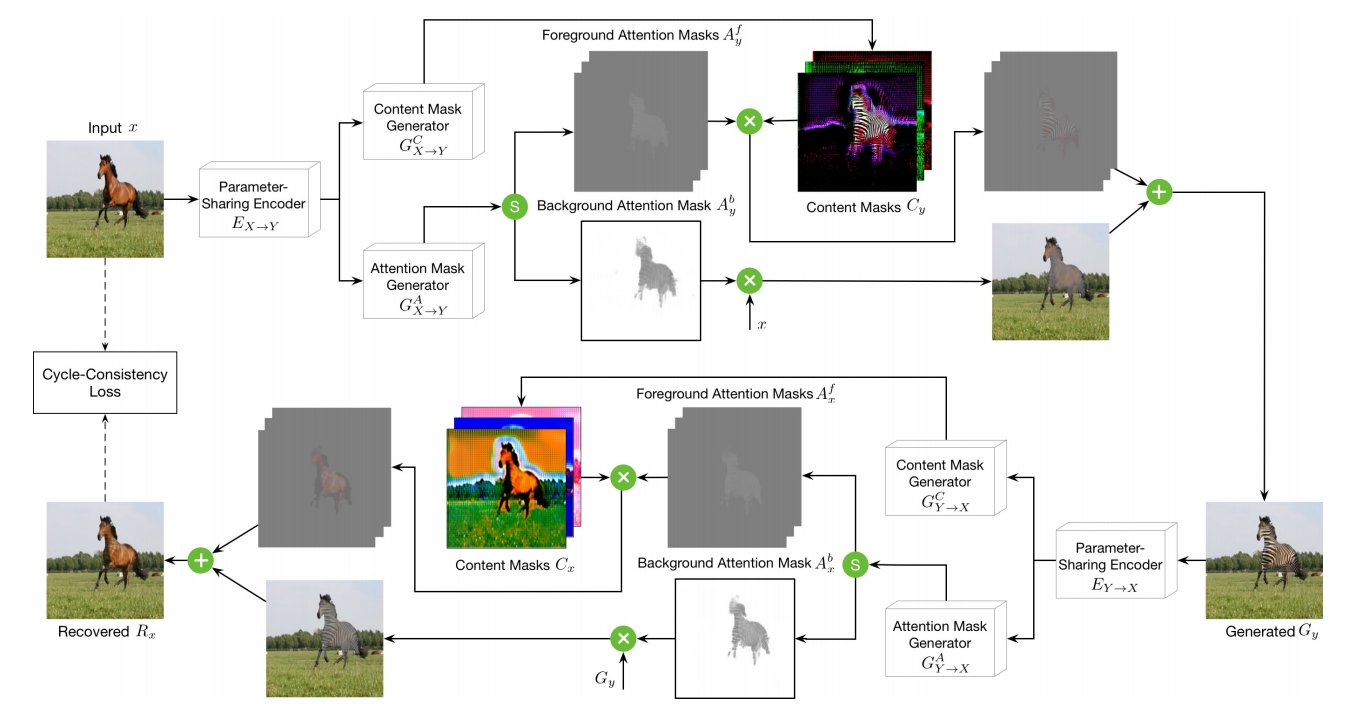 Foreground Attention Masks $A_y^f$
Input $x$
Content Mask
Generator
$G_{X \to Y}^C$
Parameter-
Sharing Encoder
$E_{X \to Y}$
S
Background Attention Mask $A_y^b$
Content Masks $C_y$
Attention Mask
Generator
$G_{X \to Y}^A$
$x$
Cycle-Consistency
Loss
Foreground Attention Masks $A_x^f$
Content Mask
Generator
$G_{Y \to X}^C$
Content Masks $C_x$
Background Attention Mask $A_x^b$
S
Parameter-
Sharing Encoder
$E_{Y \to X}$
Attention Mask
Generator
$G_{Y \to X}^A$
Recovered $R_x$
$G_y$
Generated $G_y$